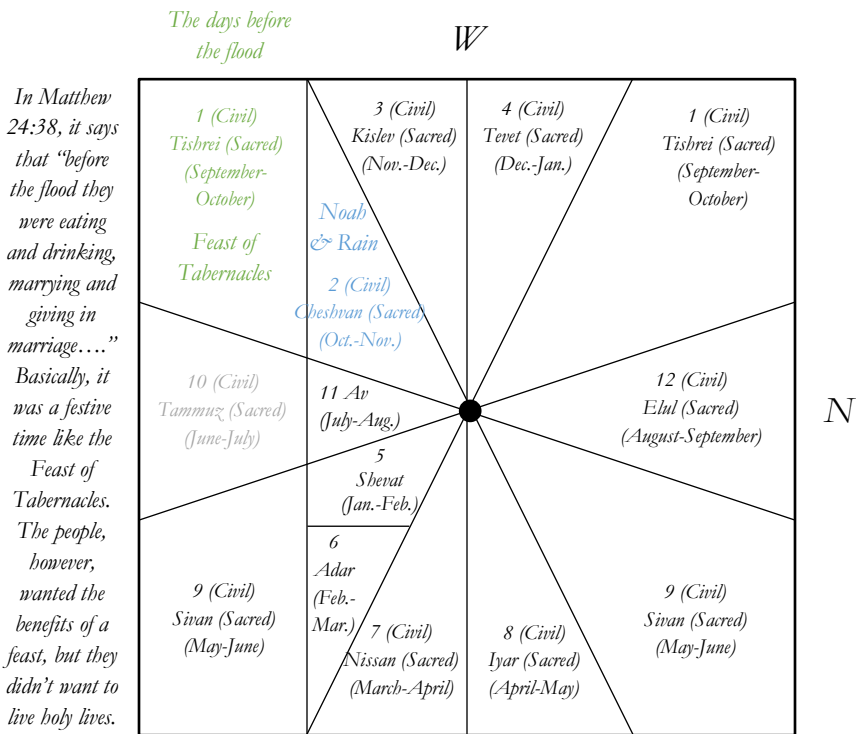 The days before
the flood
W
In Matthew
24:38, it says
that “before
the flood they
were eating
and drinking,
marrying and
giving in
marriage….”
Basically, it
was a festive
time like the
Feast of
Tabernacles.
The people,
however,
wanted the
benefits of a
feast, but they
didn’t want to
live holy lives.
1 (Civil)
Tishrei (Sacred)
(September-
October)
Feast of
Tabernacles
3 (Civil)
Kislev (Sacred)
(Nov.-Dec.)
4 (Civil)
Tevet (Sacred)
(Dec.-Jan.)
1 (Civil)
Tishrei (Sacred)
(September-
October)
Noah
& Rain
2 (Civil)
Cheshvan (Sacred)
(Oct.-Nov.)
10 (Civil)
Tammuz (Sacred)
(June-July)
11 Av
(July-Aug.)
12 (Civil)
Elul (Sacred)
(August-September)
N
5
Shevat
(Jan.-Feb.)
6
Adar
(Feb.-
Mar.)
9 (Civil)
Sivan (Sacred)
(May-June)
7 (Civil)
Nissan (Sacred)
(March-April)
8 (Civil)
Iyar (Sacred)
(April-May)
9 (Civil)
Sivan (Sacred)
(May-June)